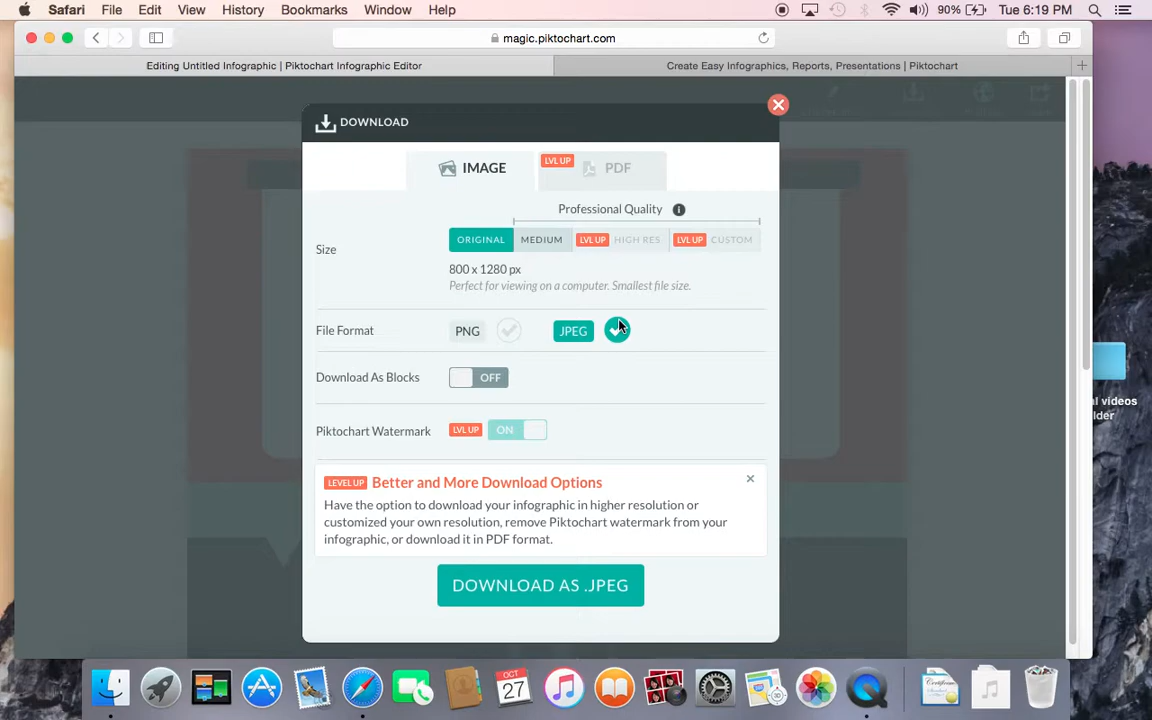 Safari File Edit View History Bookmarks Window Help 90% Tue 6:19 PM
magic.piktochart.com
Editing Untitled Infographic | Piktochart Infographic Editor Create Easy Infographics, Reports, Presentations | Piktochart
DOWNLOAD
IMAGE LVL UP PDF
Professional Quality
Size ORIGINAL MEDIUM LVL UP HIGH RES LVL UP CUSTOM
800 x 1280 px
Perfect for viewing on a computer. Smallest file size.
File Format PNG JPEG
Download As Blocks OFF
Piktochart Watermark LVL UP ON
LEVEL UP Better and More Download Options
Have the option to download your infographic in higher resolution or
customized your own resolution, remove Piktochart watermark from your
infographic, or download it in PDF format.
DOWNLOAD AS .JPEG
al videos
lder
OCT
27